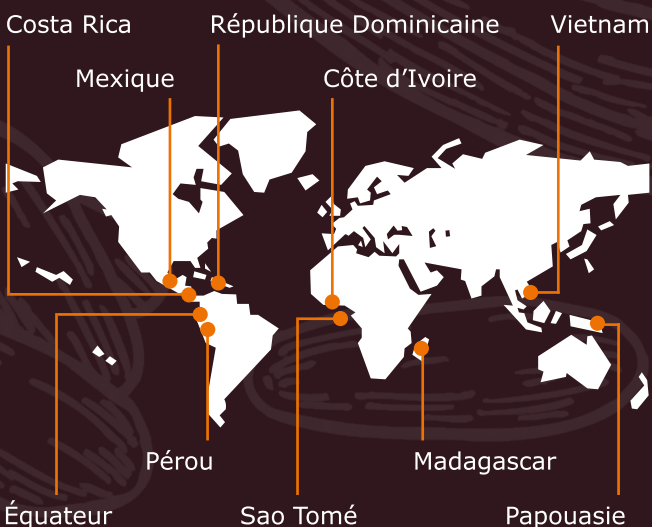 Costa Rica
République Dominicaine
Vietnam
Mexique
Côte d’Ivoire
Pérou
Madagascar
Équateur
Sao Tomé
Papouasie